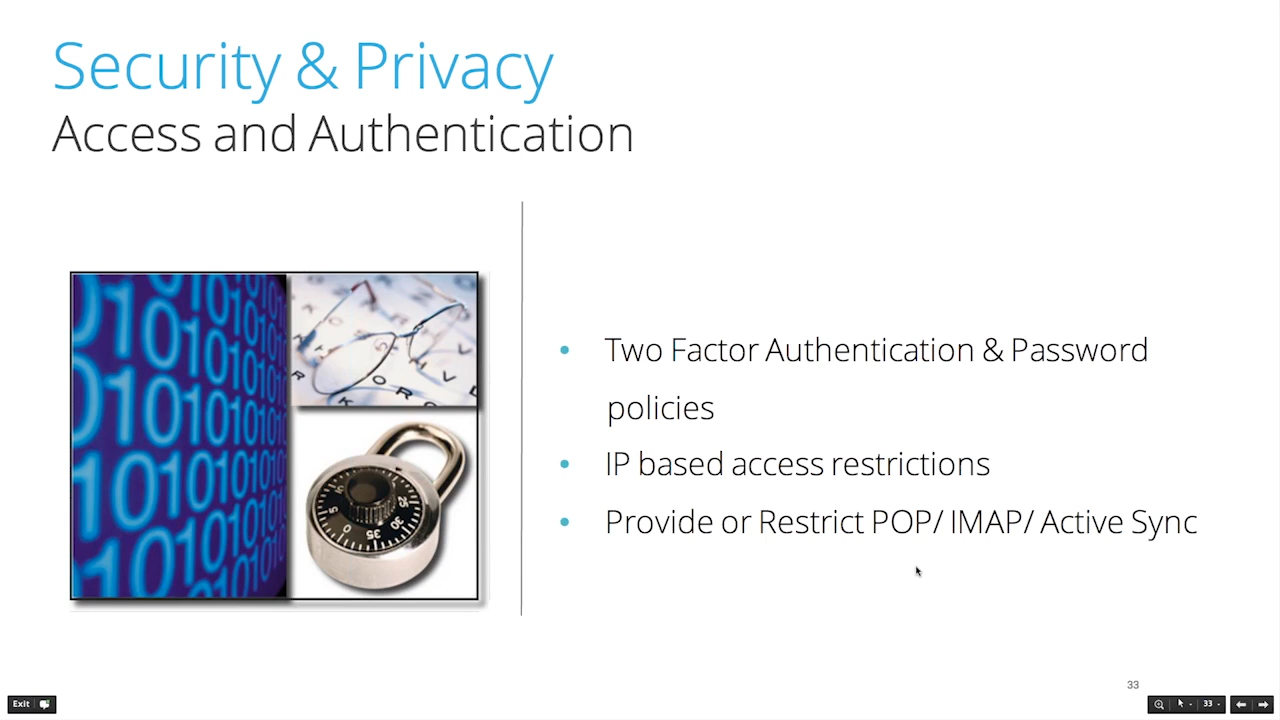 Security & Privacy
Access and Authentication
• Two Factor Authentication & Password
policies
• IP based access restrictions
• Provide or Restrict POP/ IMAP/ Active Sync
33
Exit
33